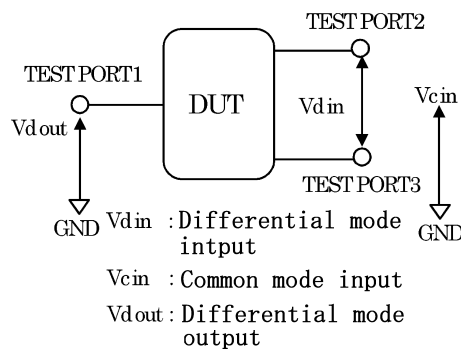 TEST PORT2
TEST PORT1
DUT
Vdin
Vcin
Vdout
TEST PORT3
GND
GND
Vdin : Differential mode
intput
Vcin : Common mode input
Vdout : Differential mode
output